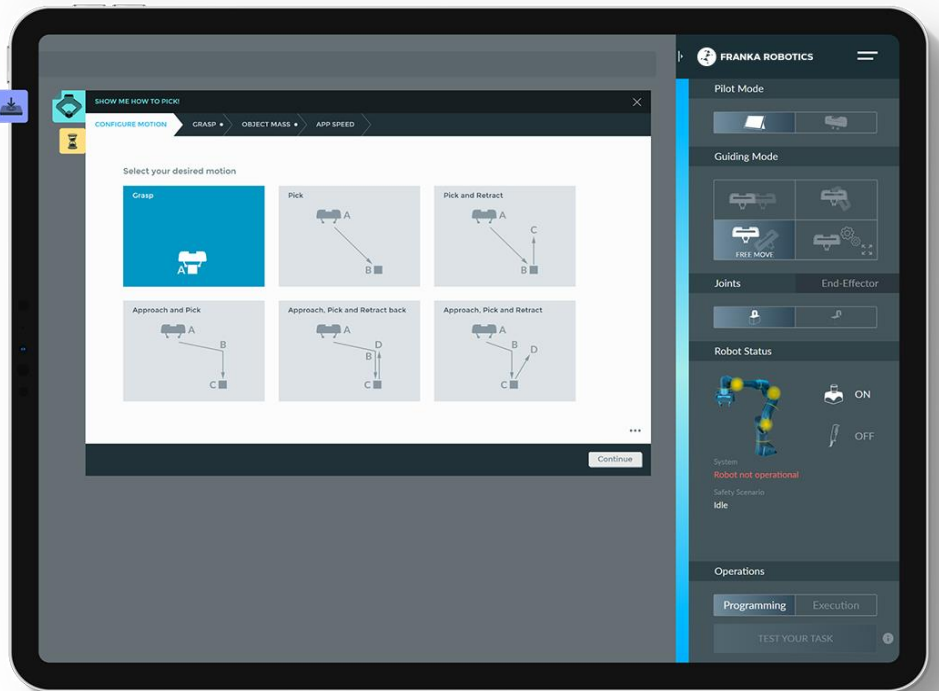 FRANKA ROBOTICS
Pilot Mode
SHOW ME HOW TO PICK!
CONFIGURE MOTION
GRASP
OBJECT MASS
APP SPEED
Select your desired motion
Grasp
A
Pick
A
B
Pick and Retract
A
C
B
Approach and Pick
A
B
C
Approach, Pick and Retract back
A
D
B
C
Approach, Pick and Retract
A
B
D
C
Continue
Guiding Mode
FREE MOVE
Joints
End-Effector
Robot Status
ON
OFF
System
Robot not operational
Safety Scenario
Idle
Operations
Programming
Execution
TEST YOUR TASK